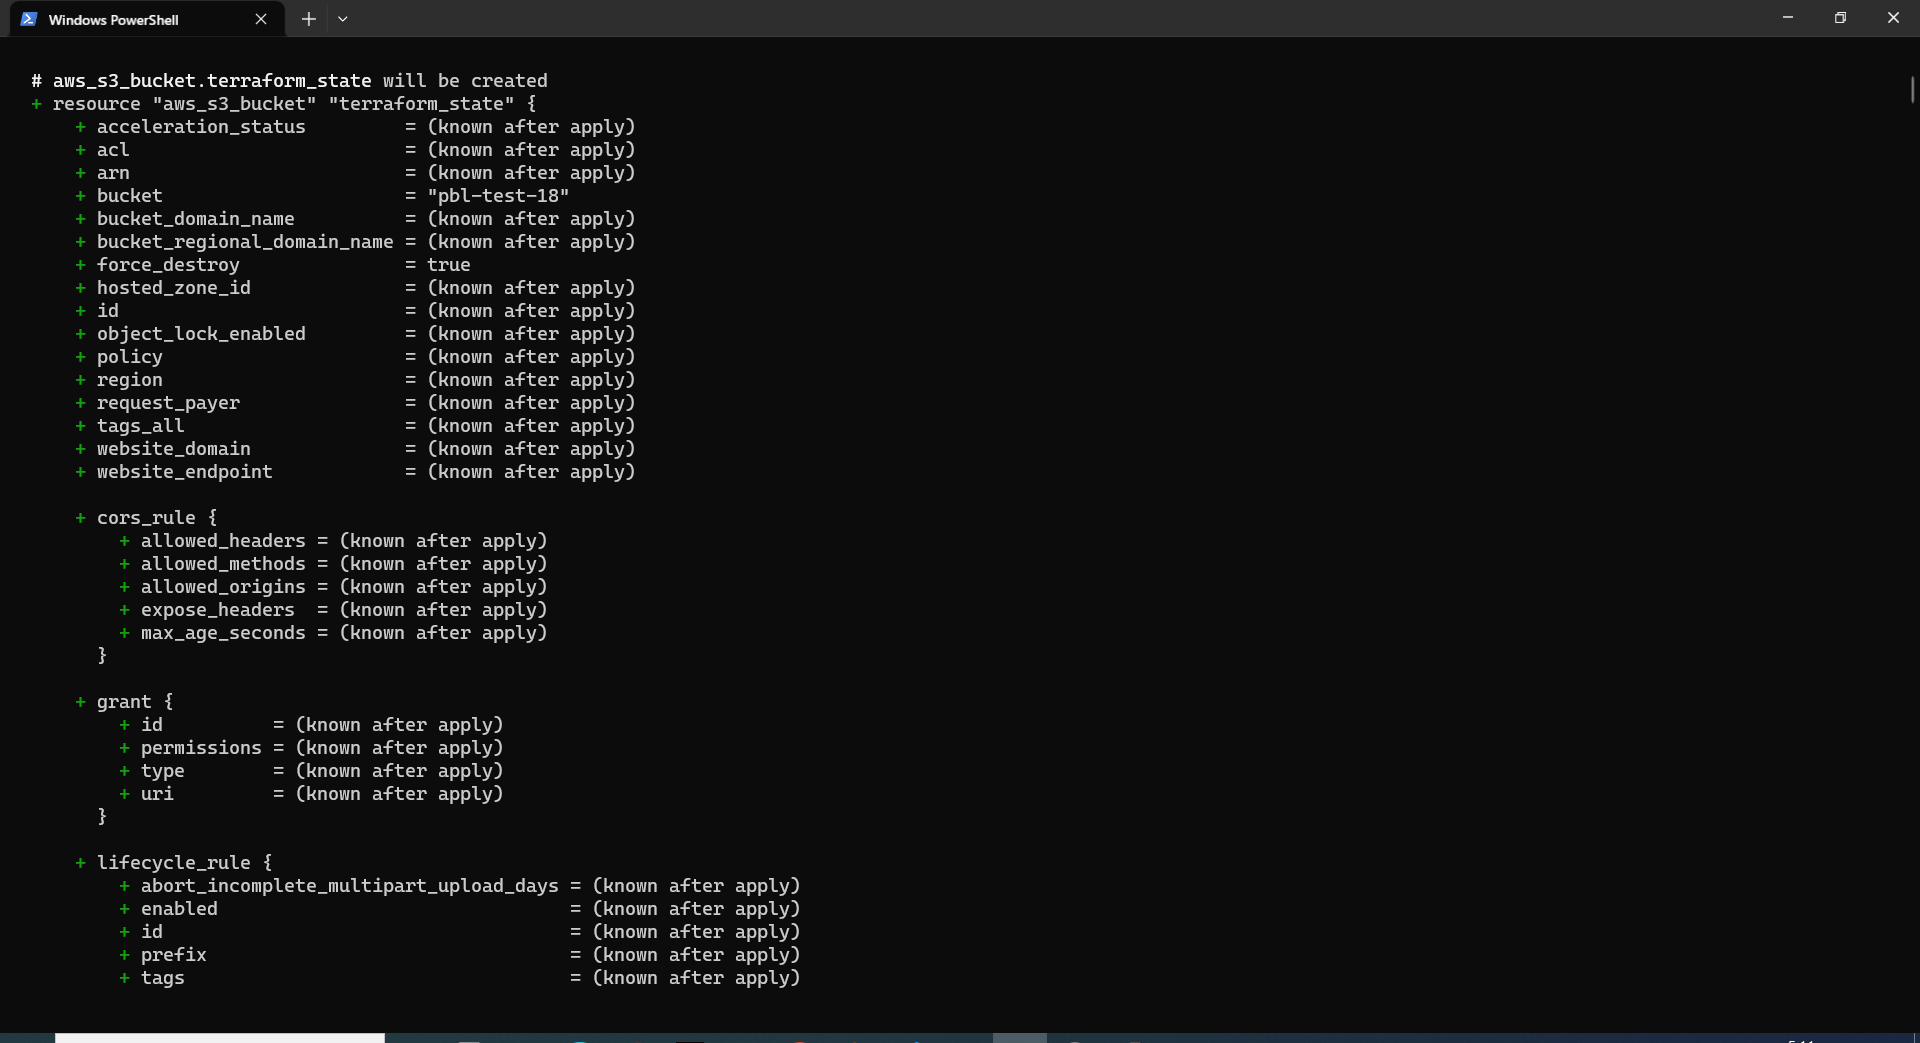 Windows PowerShell
# aws_s3_bucket.terraform_state will be created
+ resource "aws_s3_bucket" "terraform_state" {
    + acceleration_status         = (known after apply)
    + acl                         = (known after apply)
    + arn                         = (known after apply)
    + bucket                      = "pbl-test-18"
    + bucket_domain_name          = (known after apply)
    + bucket_regional_domain_name = (known after apply)
    + force_destroy               = true
    + hosted_zone_id              = (known after apply)
    + id                          = (known after apply)
    + object_lock_enabled         = (known after apply)
    + policy                      = (known after apply)
    + region                      = (known after apply)
    + request_payer               = (known after apply)
    + tags_all                    = (known after apply)
    + website_domain              = (known after apply)
    + website_endpoint            = (known after apply)

    + cors_rule {
        + allowed_headers = (known after apply)
        + allowed_methods = (known after apply)
        + allowed_origins = (known after apply)
        + expose_headers  = (known after apply)
        + max_age_seconds = (known after apply)
      }

    + grant {
        + id          = (known after apply)
        + permissions = (known after apply)
        + type        = (known after apply)
        + uri         = (known after apply)
      }

    + lifecycle_rule {
        + abort_incomplete_multipart_upload_days = (known after apply)
        + enabled                                = (known after apply)
        + id                                     = (known after apply)
        + prefix                                 = (known after apply)
        + tags                                   = (known after apply)